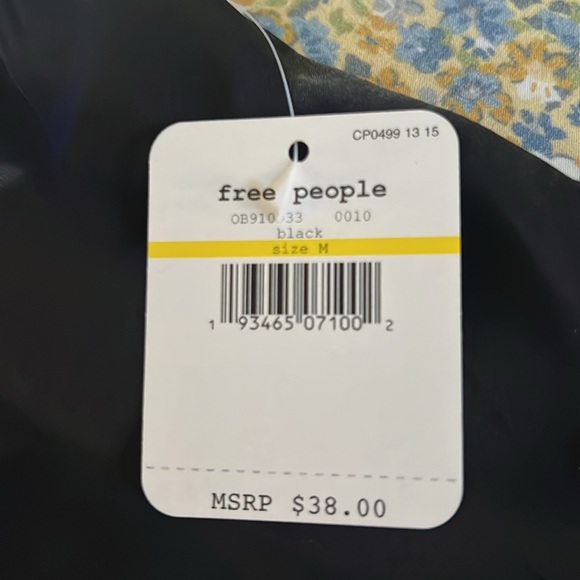 CP0499 13 15
free people
0010
black
size M
1 93465 07100 2
MSRP $38.00